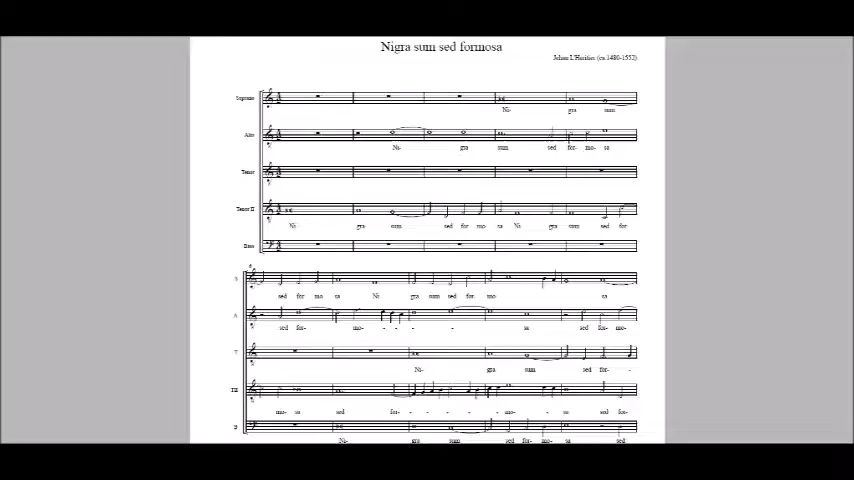 Nigra sum sed formosa
Jehan L'Heritier (ca.1480-1552)
Soprano
Ni- gra sum
Alto
Ni- gra sum sed for- mo- sa
Tenor
Tenor II
Ni gra sum sed for mo- sa Ni gra sum sed for
Bass
6
S
sed for mo sa Ni gra sum sed for- mo- sa
A
sed for- mo- - - - - sa sed for- mo-
T
Ni- gra sum sed for- -
TII
mo- sa sed for- - - - - - mo- sa sed for-
B
Ni- gra sum sed for- mo- sa sed